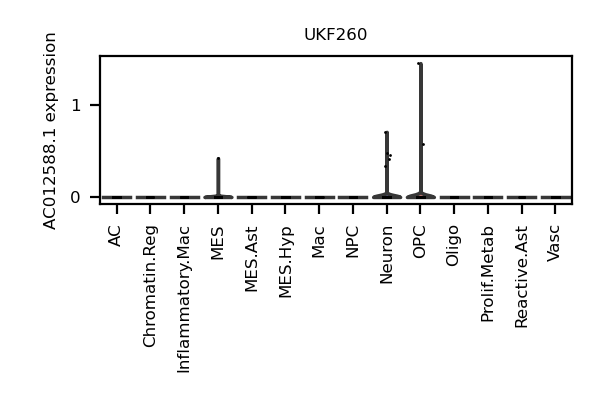 UKF260
AC012588.1 expression
1
0
AC
Chromatin.Reg
Inflammatory.Mac
MES
MES.Ast
MES.Hyp
Mac
NPC
Neuron
OPC
Oligo
Prolif.Metab
Reactive.Ast
Vasc